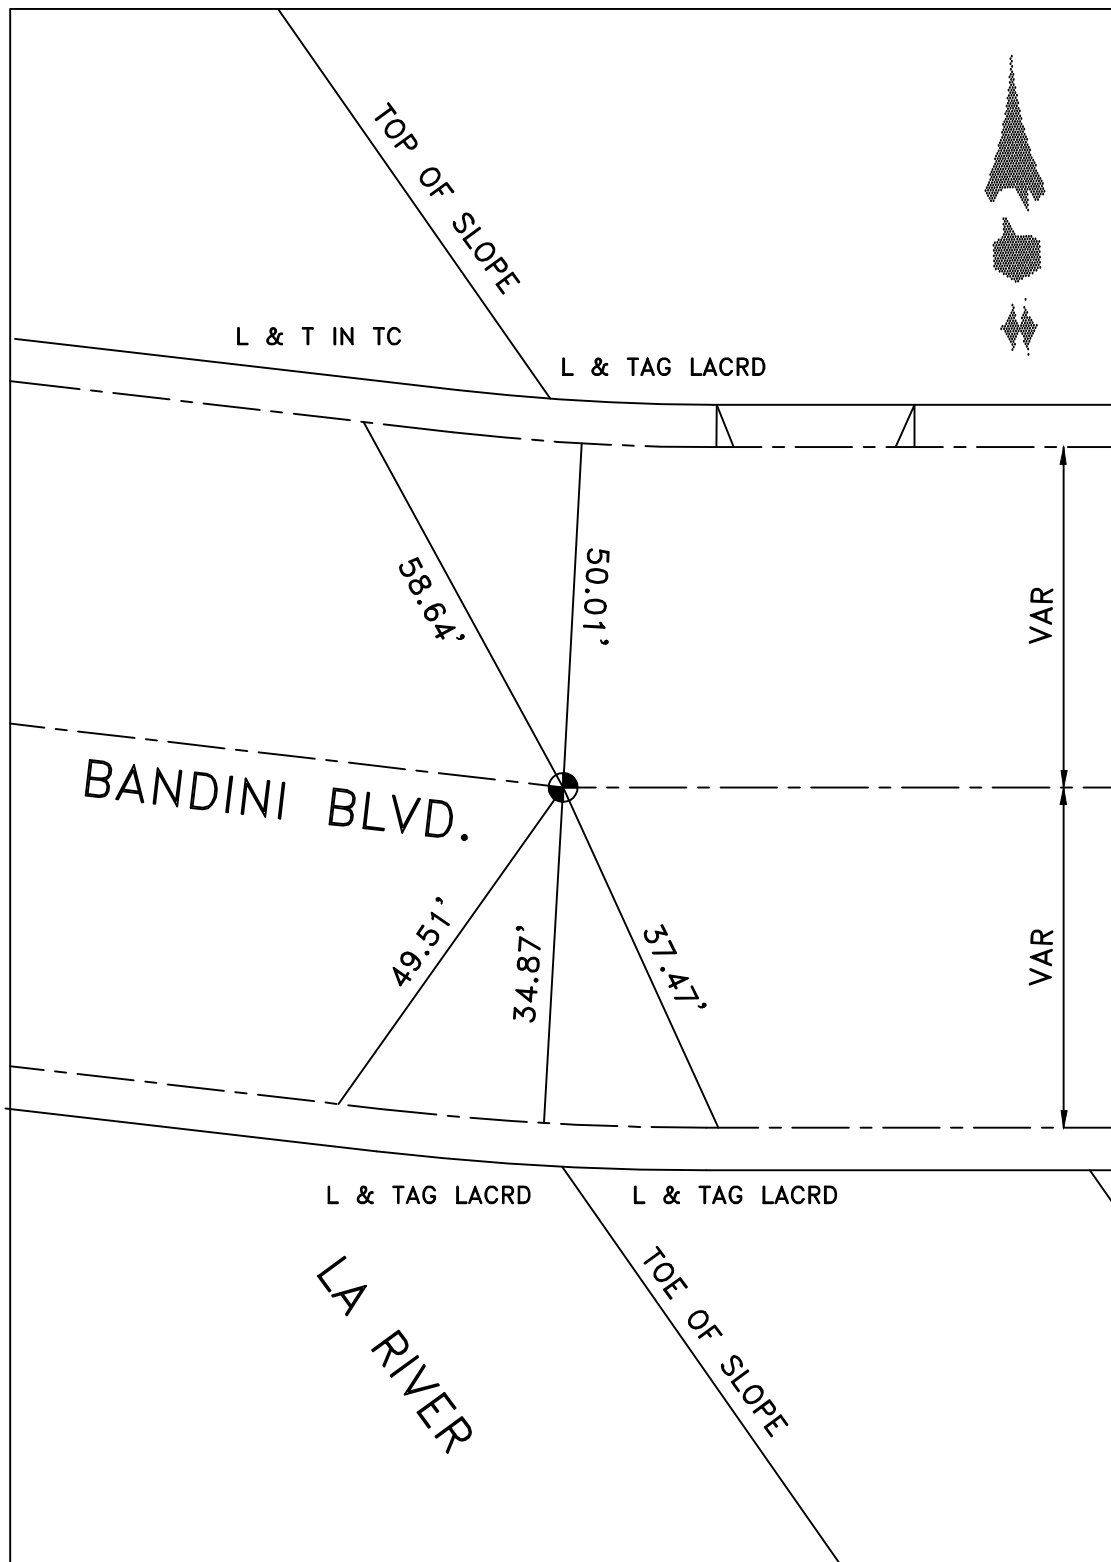 TOP OF SLOPE
L & T IN TC
L & TAG LACRD
58.64'
50.01'
VAR
BANDINI BLVD.
49.51'
34.87'
37.47'
VAR
L & TAG LACRD
L & TAG LACRD
TOE OF SLOPE
LA RIVER